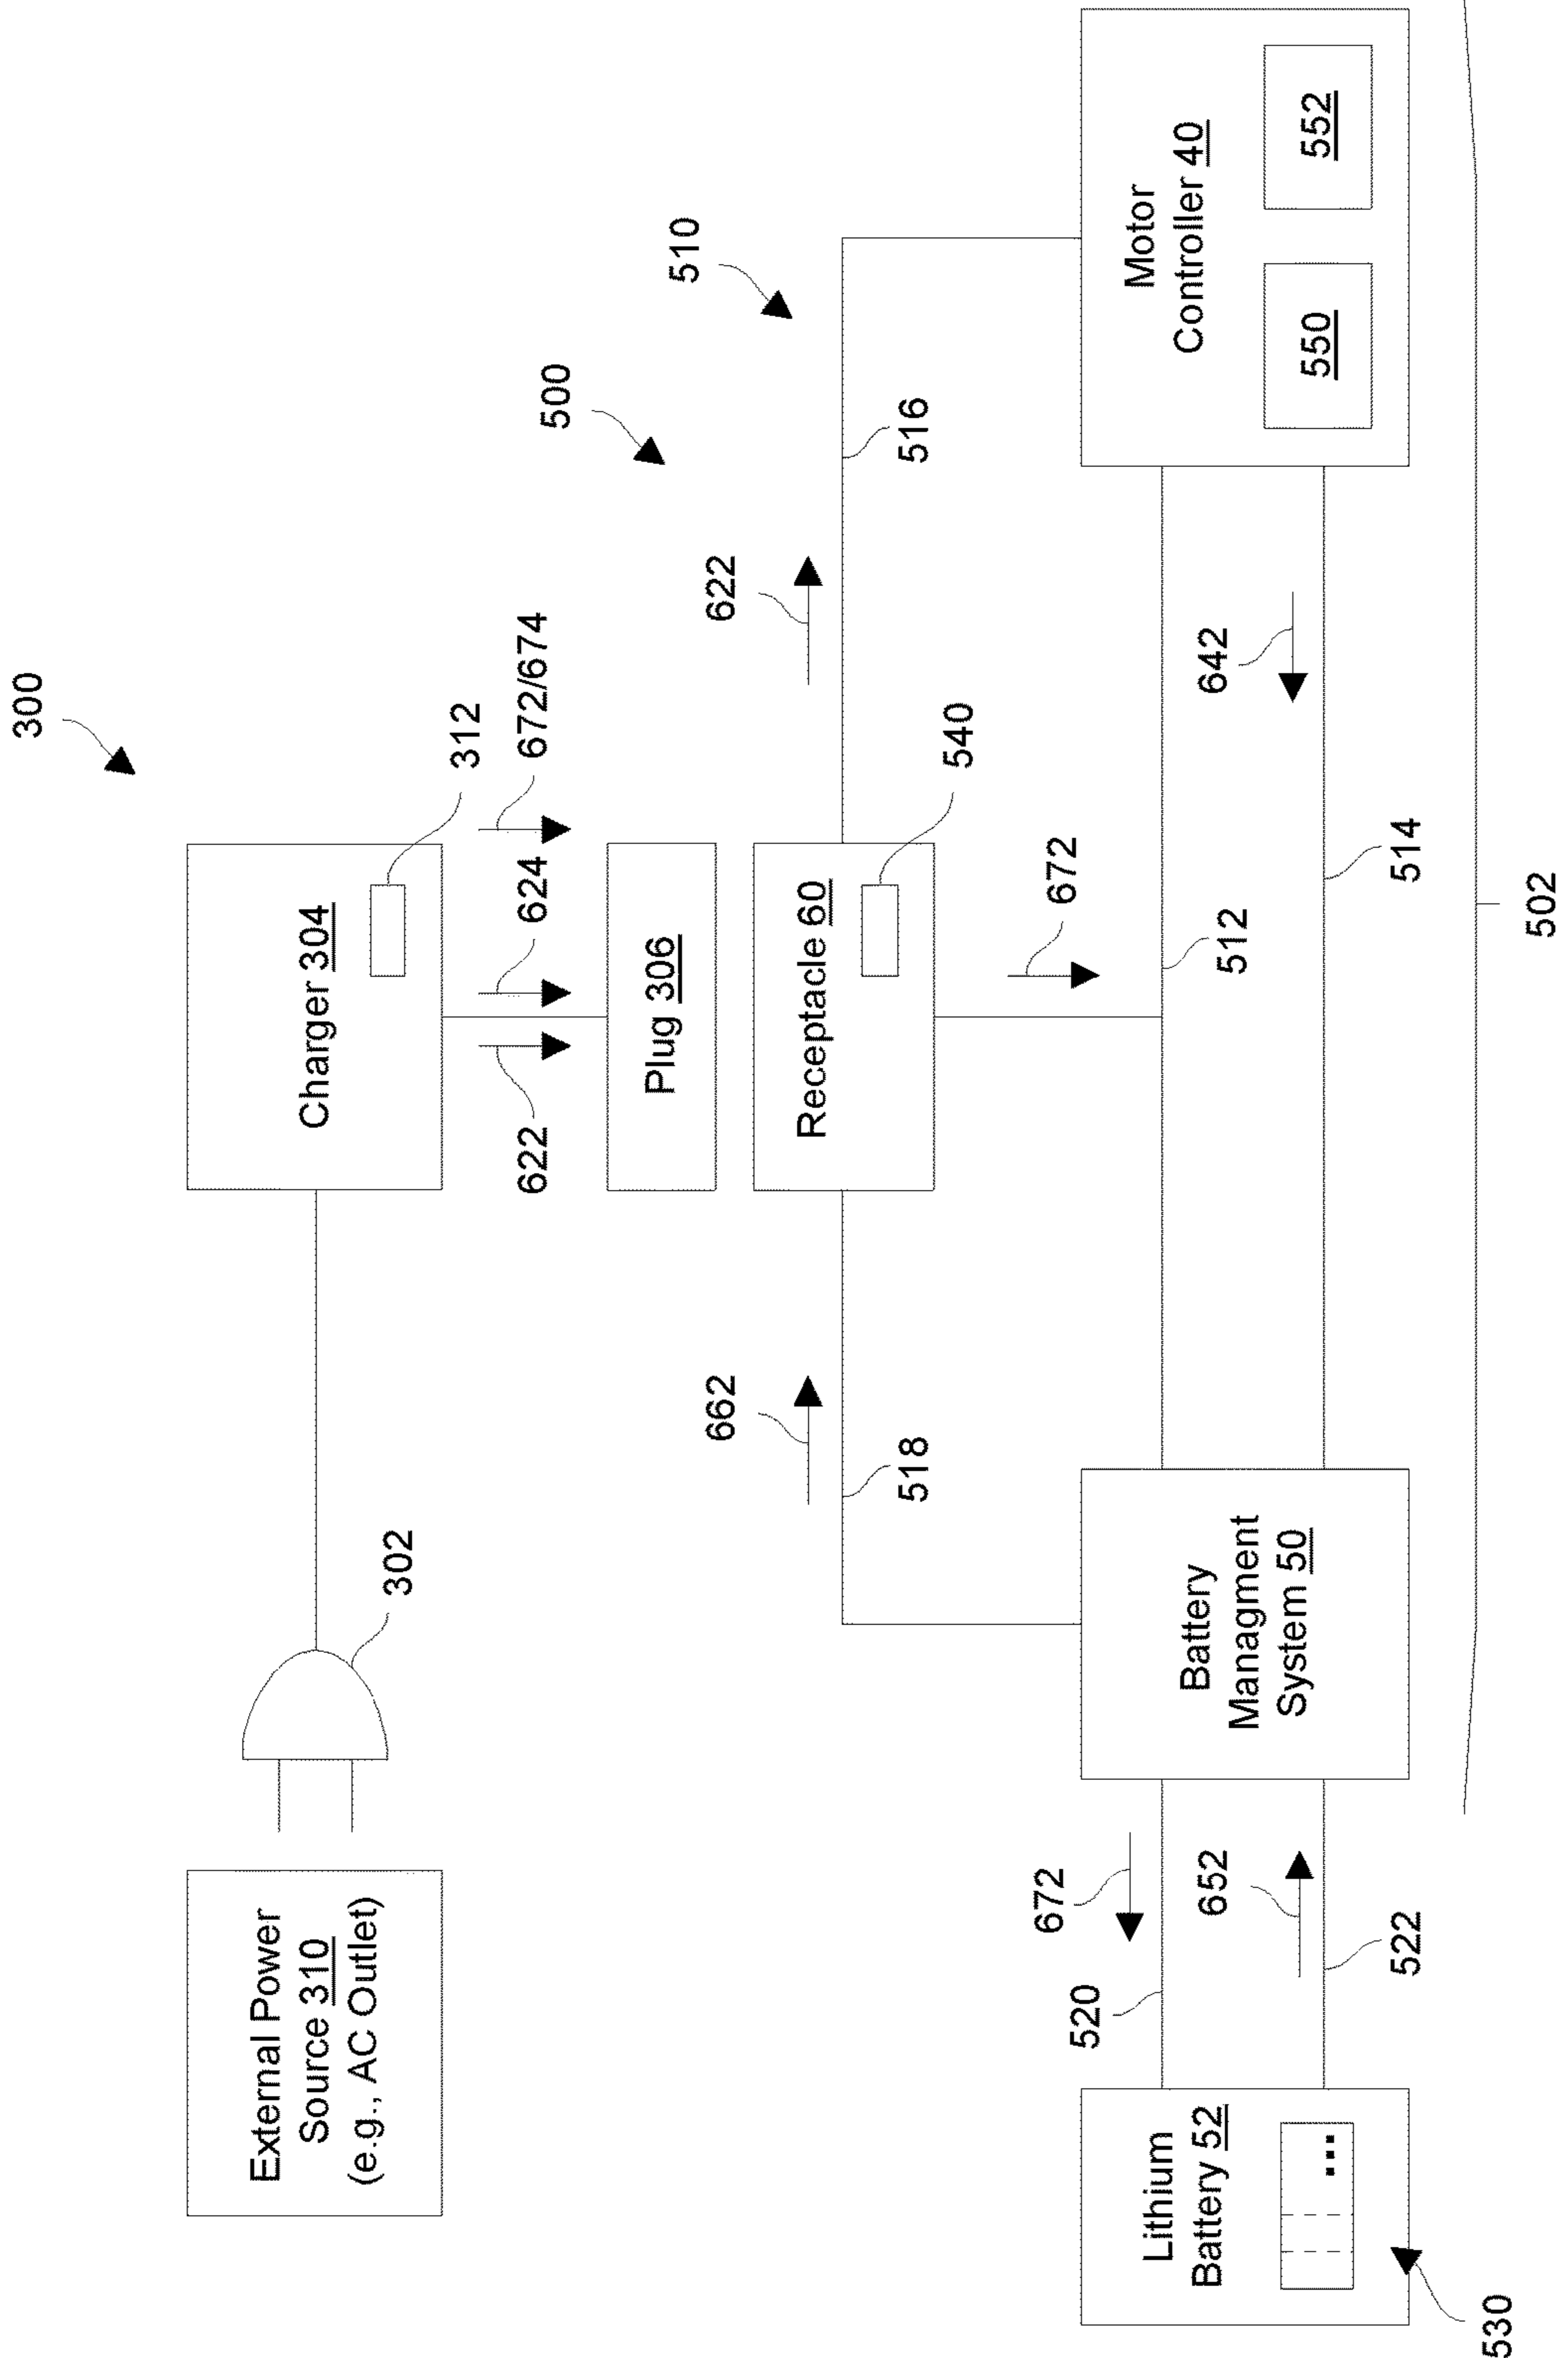 300
External Power
Source 310
(e.g., AC Outlet)
302
Charger 304
312
622
624
672/674
Plug 306
500
510
662
622
518
Receptacle 60
540
516
672
672
520
Lithium
Battery 52
530
652
522
Battery
Managment
System 50
512
642
514
Motor
Controller 40
550
552
502